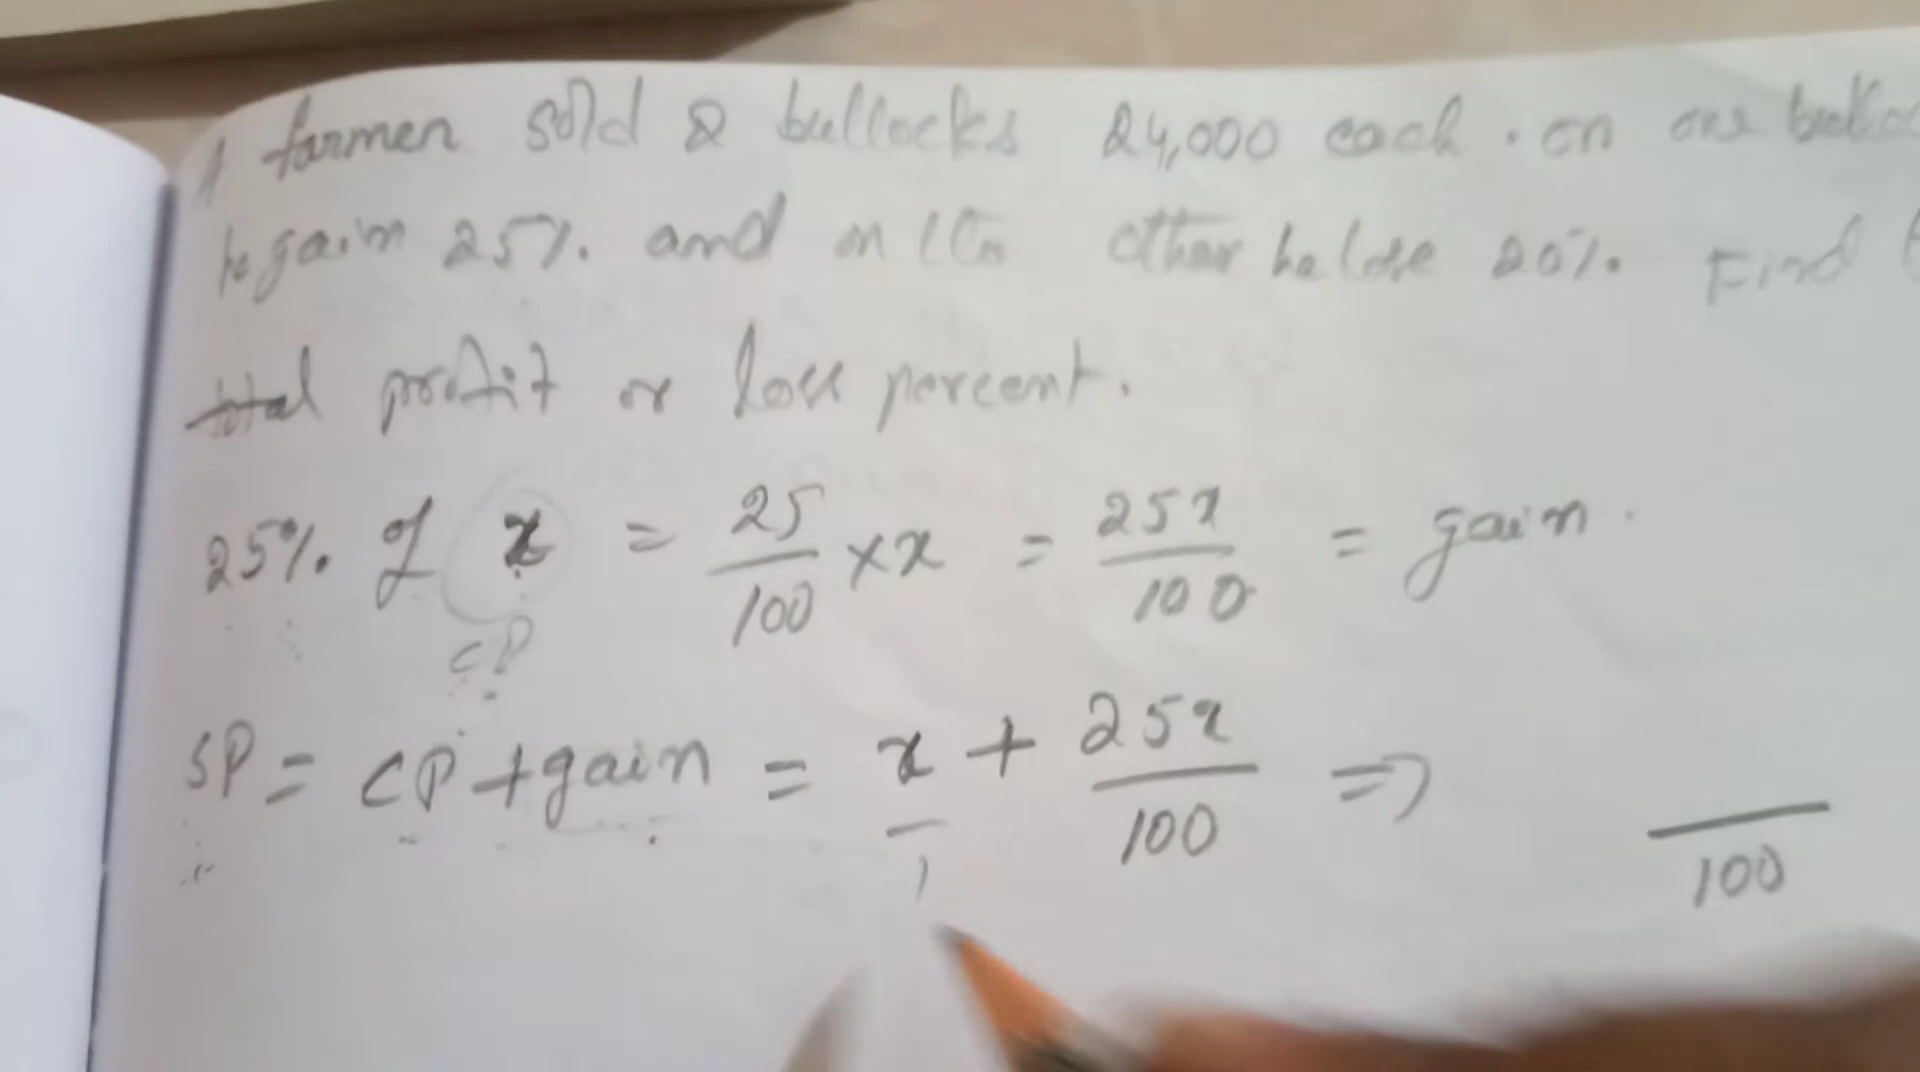 A farmer sold 2 bullocks 24,000 each. on one
he gain 25%. and on the other he lose 20%. Find
total profit or loss percent.
25% of x = 25/100 × x = 25x/100 = gain.
CP
SP = CP + gain = x/1 + 25x/100 ⇒ /100